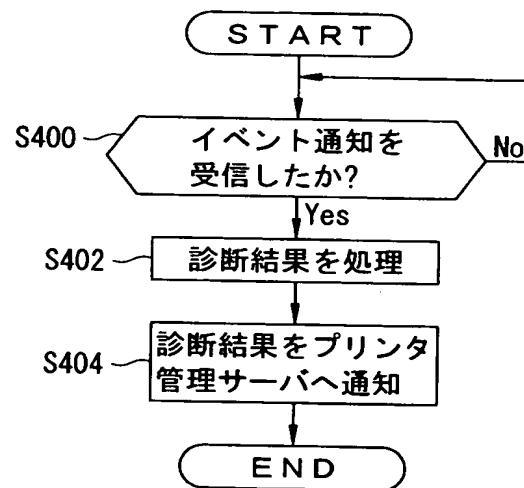 START
S400
イベント通知を
受信したか?
No
Yes
S402
診断結果を処理
S404
診断結果をプリンタ
管理サーバへ通知
END